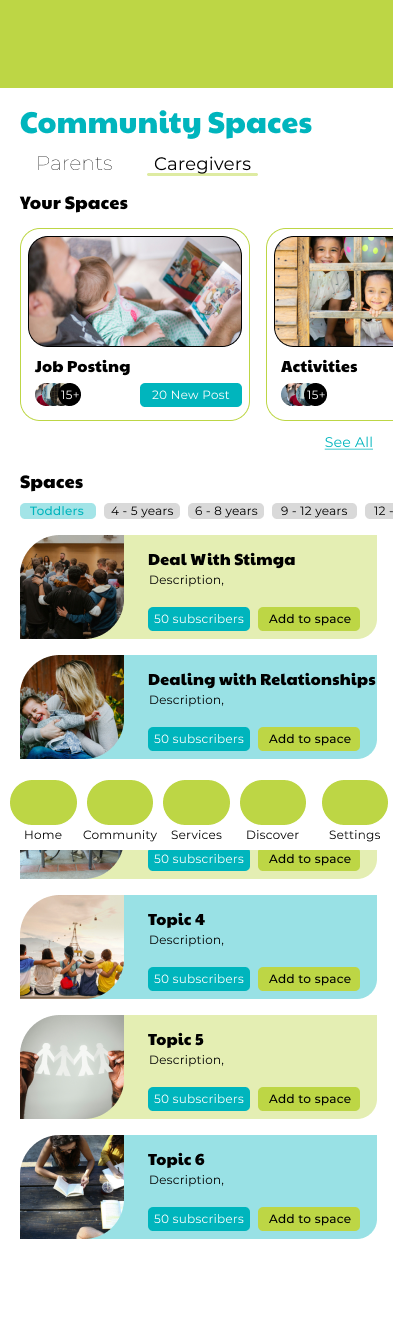 Community Spaces
Parents Caregivers
Your Spaces
Job Posting
15+ 20 New Post
Activities
15+
See All
Spaces
Toddlers 4 - 5 years 6 - 8 years 9 - 12 years 12 -
Deal With Stimga
Description,
50 subscribers Add to space
Dealing with Relationships
Description,
50 subscribers Add to space
Home Community Services Discover Settings
50 subscribers Add to space
Topic 4
Description,
50 subscribers Add to space
Topic 5
Description,
50 subscribers Add to space
Topic 6
Description,
50 subscribers Add to space